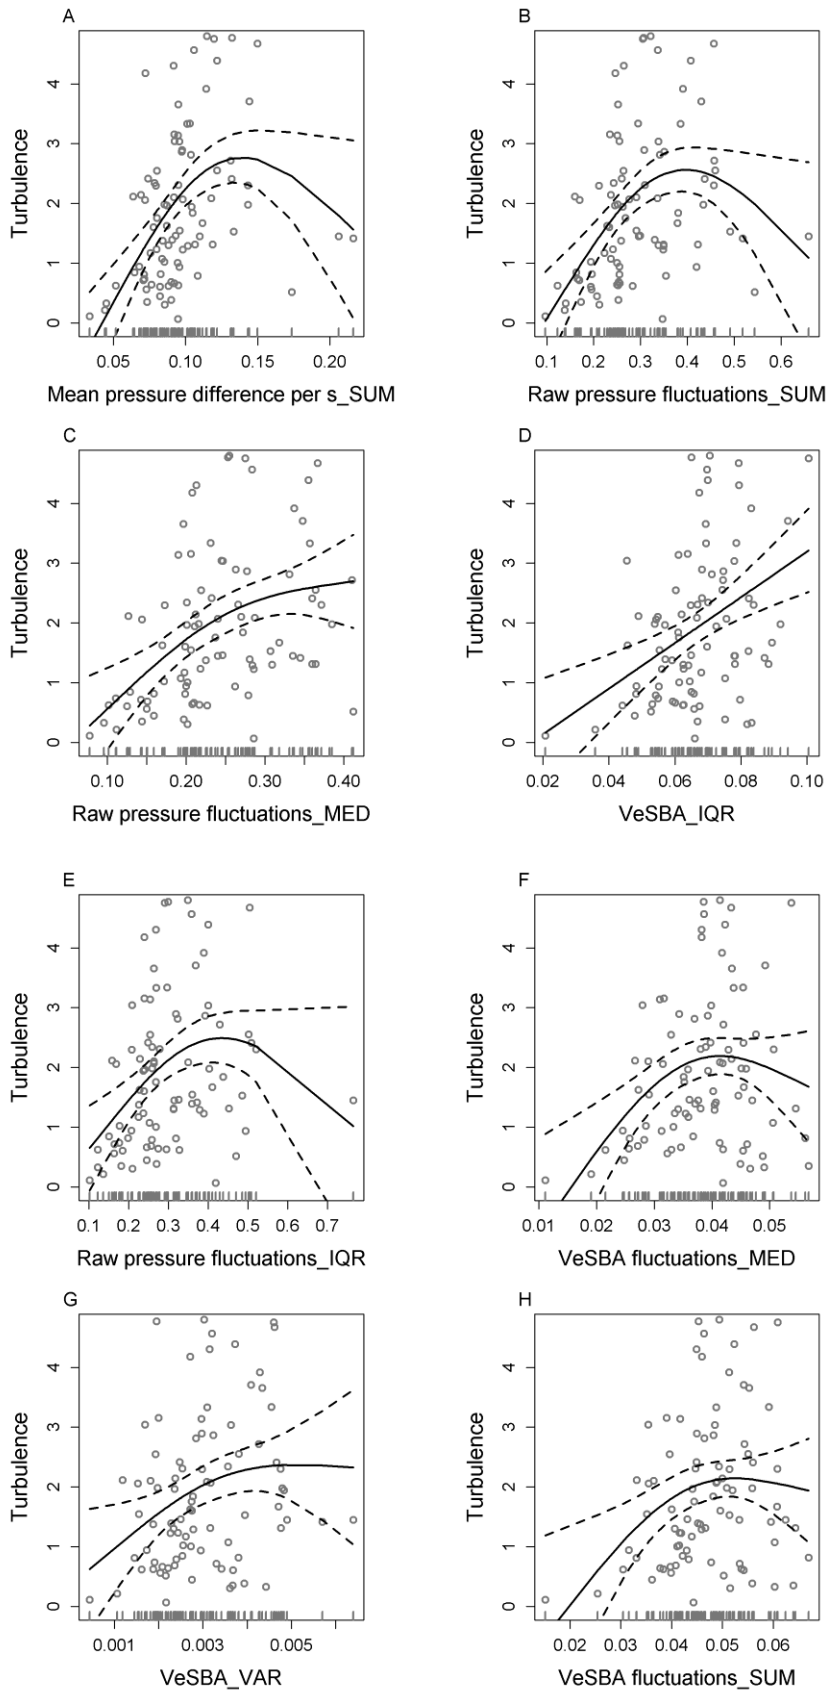 A
Turbulence
4
3
2
1
0
0.05 0.10 0.15 0.20
Mean pressure difference per s_SUM
B
Turbulence
4
3
2
1
0
0.1 0.2 0.3 0.4 0.5 0.6
Raw pressure fluctuations_SUM
C
Turbulence
4
3
2
1
0
0.10 0.20 0.30 0.40
Raw pressure fluctuations_MED
D
Turbulence
4
3
2
1
0
0.02 0.04 0.06 0.08 0.10
VeSBA_IQR
E
Turbulence
4
3
2
1
0
0.1 0.2 0.3 0.4 0.5 0.6 0.7
Raw pressure fluctuations_IQR
F
Turbulence
4
3
2
1
0
0.01 0.02 0.03 0.04 0.05
VeSBA fluctuations_MED
G
Turbulence
4
3
2
1
0
0.001 0.003 0.005
VeSBA_VAR
H
Turbulence
4
3
2
1
0
0.02 0.03 0.04 0.05 0.06
VeSBA fluctuations_SUM